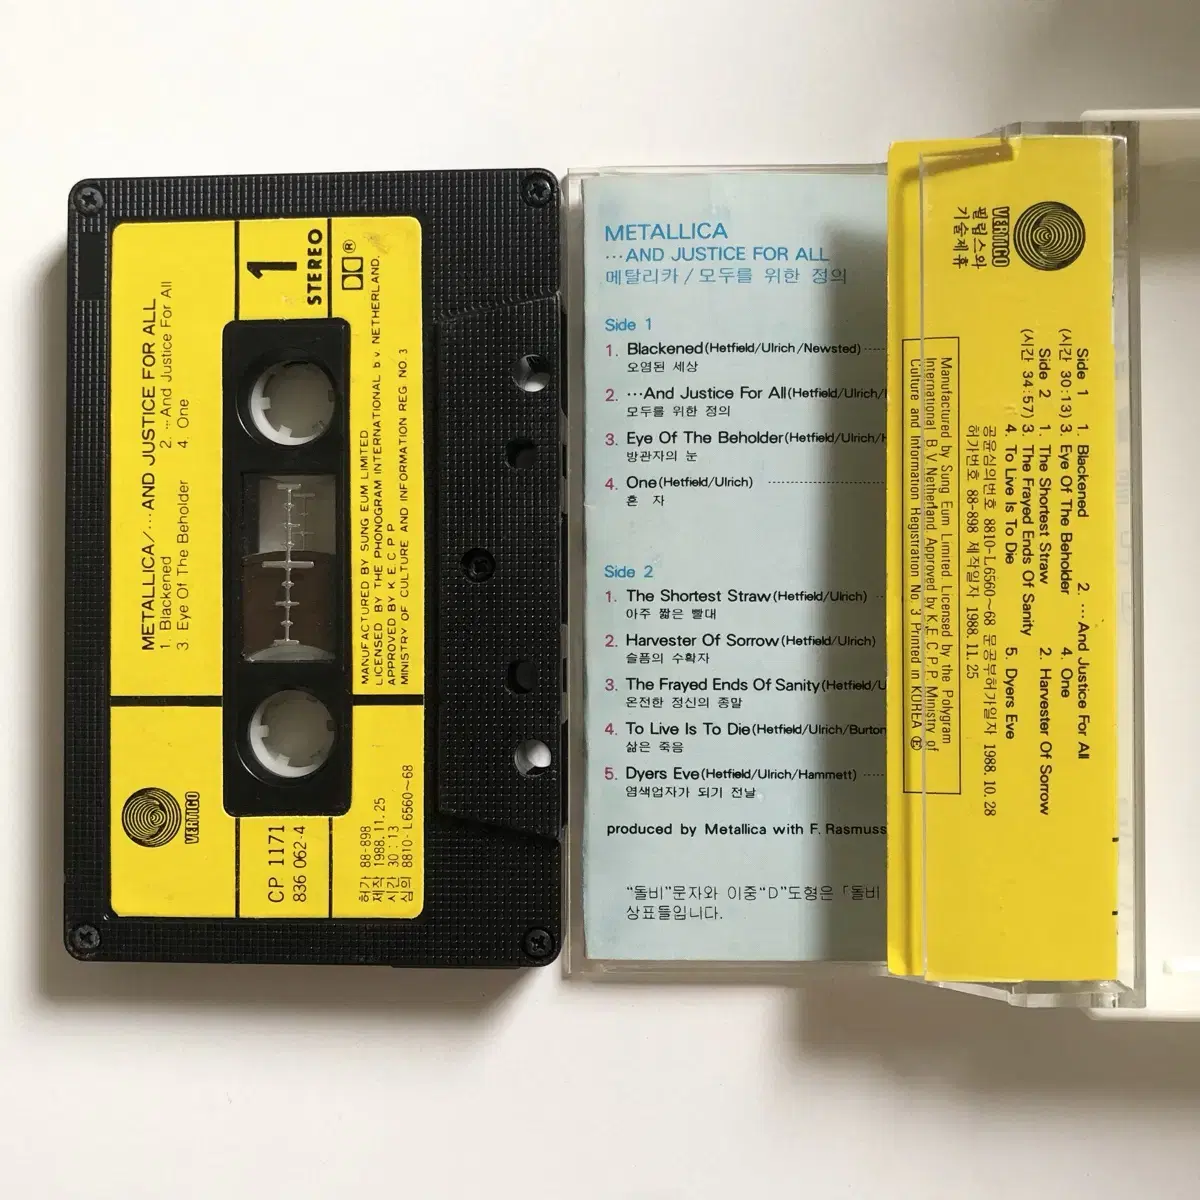 METALLICA/…AND JUSTICE FOR ALL
1. Blackened 2. …And Justice For All
3. Eye Of The Beholder 4. One
1
STEREO
MANUFACTURED BY SUNG EUM LIMITED
LICENSED BY THE PHONOGRAM INTERNATIONAL b.v. NETHERLAND,
APPROVED BY K E C P P
MINISTRY OF CULTURE AND INFORMATION REG NO.3
VERTIGO
CP 1171
836 062-4
허가 88-898
제작 1988.11.25
시간 30:13
심의 8810-L6560~68
METALLICA
…AND JUSTICE FOR ALL
메탈리카 / 모두를 위한 정의
Side 1
1. Blackened(Hetfield/Ulrich/Newsted)
오염된 세상
2. …And Justice For All(Hetfield/Ulrich/H
모두를 위한 정의
3. Eye Of The Beholder(Hetfield/Ulrich/H
방관자의 눈
4. One(Hetfield/Ulrich)
혼 자
Side 2
1. The Shortest Straw(Hetfield/Ulrich)
아주 짧은 빨대
2. Harvester Of Sorrow(Hetfield/Ulrich)
슬픔의 수확자
3. The Frayed Ends Of Sanity(Hetfield/U
온전한 정신의 종말
4. To Live Is To Die(Hetfield/Ulrich/Burton
삶은 죽음
5. Dyers Eve(Hetfield/Ulrich/Hammett)
염색업자가 되기 전날
produced by Metallica with F. Rasmuss
“돌비”문자와 이중“D”도형은「돌비
상표들입니다.
VERTIGO
필립스와
기술제휴
Side 1 1. Blackened 2. …And Justice For All
(시간 30:13) 3. Eye Of The Beholder 4. One
Side 2 1. The Shortest Straw 2. Harvester Of Sorrow
(시간 34:57) 3. The Frayed Ends Of Sanity
4. To Live Is To Die 5. Dyers Eve
공윤심의번호 8810-L6560~68 문공부허가일자 1988.10.28
허가번호 88-898 제작일자 1988.11.25
Manufactured by Sung Eum Limited Licensed by the Polygram
International B.V. Netherland Approved by K.E.C.P.P. Ministry of
Culture and Information Registration No. 3 Printed in KOREA Ⓔ